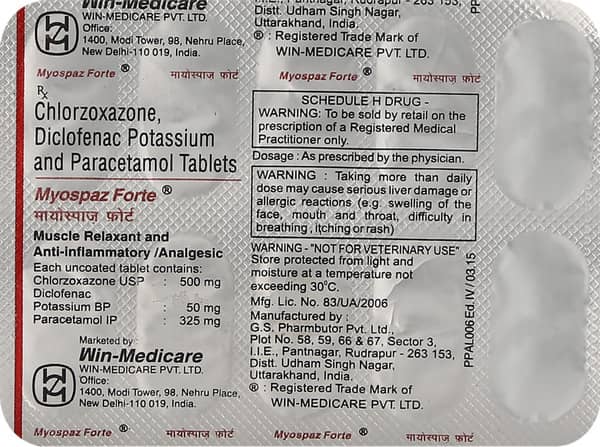 Win-Medicare
WIN-MEDICARE PVT. LTD.
Office:
1400, Modi Tower, 98, Nehru Place,
New Delhi-110 019, India.
Myospaz Forte ® मायोस्पाज़ फोर्ट
Rx
Chlorzoxazone,
Diclofenac Potassium
and Paracetamol Tablets
Myospaz Forte ®
मायोस्पाज़ फोर्ट
Muscle Relaxant and
Anti-inflammatory /Analgesic
Each uncoated tablet contains:
Chlorzoxazone USP : 500 mg
Diclofenac
Potassium BP : 50 mg
Paracetamol IP : 325 mg
Marketed by :
Win-Medicare
WIN-MEDICARE PVT. LTD.
Office:
1400, Modi Tower, 98, Nehru Place,
New Delhi-110 019, India.
Myospaz Forte ® मायोस्पाज़ फोर्ट
I.I.E., Pantnagar, Rudrapur - 263 153,
Distt. Udham Singh Nagar,
Uttarakhand, India.
® : Registered Trade Mark of
WIN-MEDICARE PVT. LTD.
Myospaz Forte ® मायोस्पाज़ फोर्ट
SCHEDULE H DRUG -
WARNING: To be sold by retail on the
prescription of a Registered Medical
Practitioner only.
Dosage : As prescribed by the physician.
WARNING : Taking more than daily
dose may cause serious liver damage or
allergic reactions (e.g. swelling of the
face, mouth and throat, difficulty in
breathing , itching or rash)
WARNING - "NOT FOR VETERINARY USE"
Store protected from light and
moisture at a temperature not
exceeding 30°C.
Mfg. Lic. No. 83/UA/2006
Manufactured by :
G.S. Pharmbutor Pvt. Ltd.,
Plot No. 58, 59, 66 & 67, Sector 3,
I.I.E., Pantnagar, Rudrapur - 263 153,
Distt. Udham Singh Nagar,
Uttarakhand, India.
® : Registered Trade Mark of
WIN-MEDICARE PVT. LTD.
Myospaz Forte ® मायोस्पाज़ फोर्ट
PPAL006 Ed. IV / 03.15